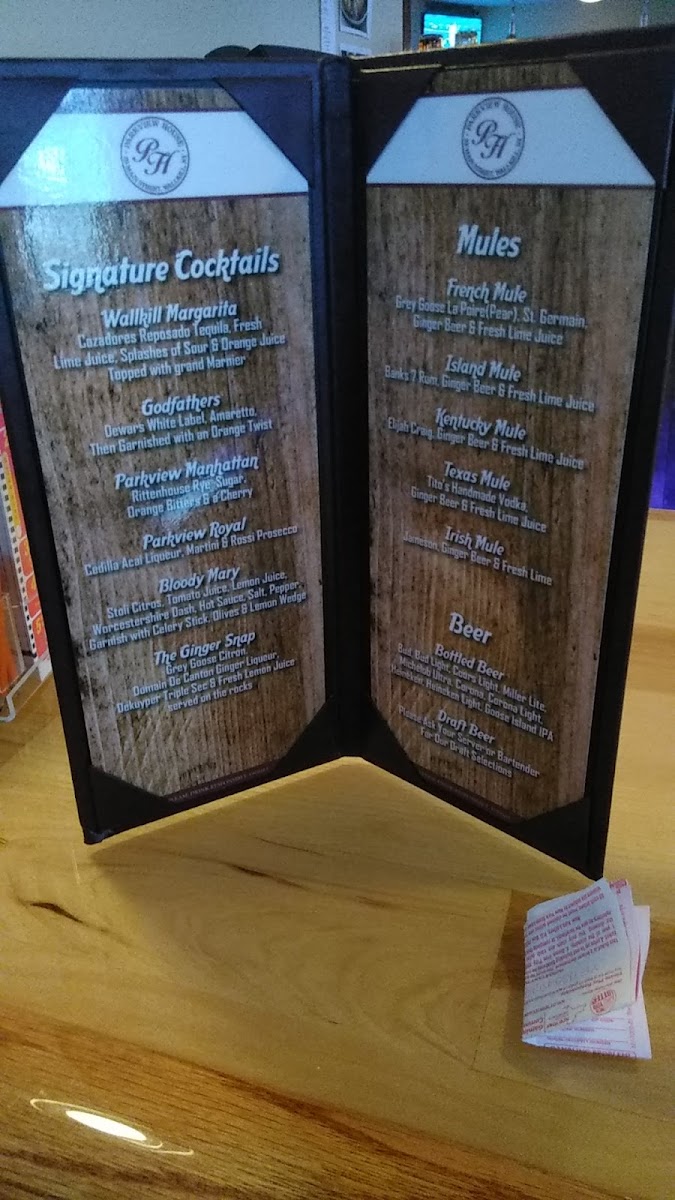 PARKVIEW HOUSE
PH
Signature Cocktails
Wallkill Margarita
Cazadores Reposado Tequila, Fresh
Lime Juice, Splashes of Sour & Orange Juice
Topped with grand Marnier
Godfathers
Dewars White Label, Amaretto,
Then Garnished with an Orange Twist
Parkview Manhattan
Rittenhouse Rye, Sugar,
Orange Bitters & a Cherry
Parkview Royal
Cedilla Acai Liqueur, Martini & Rossi Prosecco
Bloody Mary
Stoli Citros, Tomato Juice, Lemon Juice,
Worcestershire Dash, Hot Sauce, Salt, Pepper,
Garnish with Celery Stick, Olives & Lemon Wedge
The Ginger Snap
Grey Goose Citron,
Domain De Canton Ginger Liqueur,
Dekuyper Triple Sec & Fresh Lemon Juice
served on the rocks
PARKVIEW HOUSE
PH
Mules
French Mule
Grey Goose La Poire(Pear), St. Germain,
Ginger Beer & Fresh Lime Juice
Island Mule
Banks 7 Rum, Ginger Beer & Fresh Lime Juice
Kentucky Mule
Elijah Craig, Ginger Beer & Fresh Lime Juice
Texas Mule
Tito's Handmade Vodka,
Ginger Beer & Fresh Lime Juice
Irish Mule
Jameson, Ginger Beer & Fresh Lime
Beer
Bottled Beer
Bud, Bud Light, Coors Light, Miller Lite,
Michelob Ultra, Corona, Corona Light,
Heineken, Heineken Light, Goose Island IPA
Draft Beer
Please Ask Your Server or Bartender
For Our Draft Selections